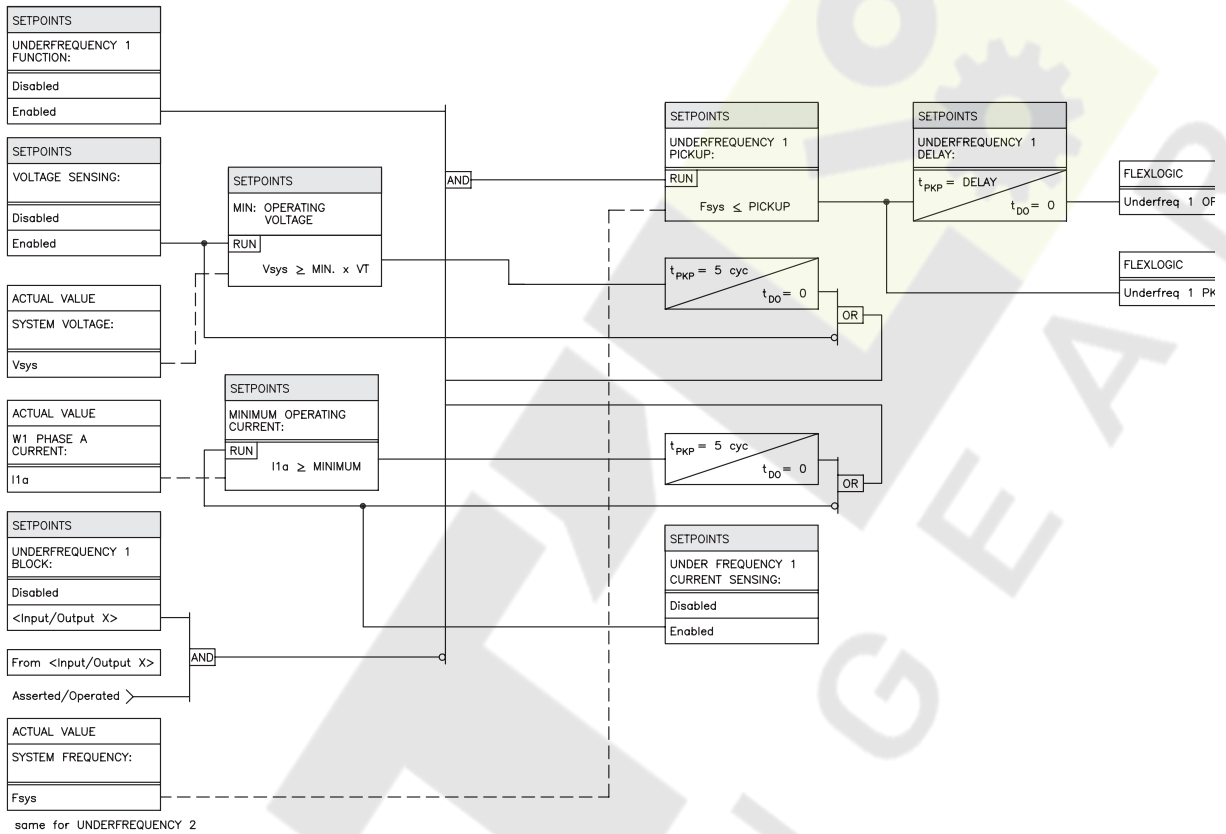 SETPOINTS
UNDERFREQUENCY 1
FUNCTION:
Disabled
Enabled
SETPOINTS
VOLTAGE SENSING:
Disabled
Enabled
ACTUAL VALUE
SYSTEM VOLTAGE:
Vsys
ACTUAL VALUE
W1 PHASE A
CURRENT:
I1a
SETPOINTS
UNDERFREQUENCY 1
BLOCK:
Disabled
<Input/Output X>
From <Input/Output X>
Asserted/Operated
AND
ACTUAL VALUE
SYSTEM FREQUENCY:
Fsys
same for UNDERFREQUENCY 2
SETPOINTS
MIN: OPERATING
VOLTAGE
RUN
Vsys ≥ MIN. x VT
SETPOINTS
MINIMUM OPERATING
CURRENT:
RUN
I1a ≥ MINIMUM
AND
SETPOINTS
UNDERFREQUENCY 1
PICKUP:
RUN
Fsys ≤ PICKUP
tPKP = 5 cyc
tDO = 0
OR
tPKP = 5 cyc
tDO = 0
OR
SETPOINTS
UNDER FREQUENCY 1
CURRENT SENSING:
Disabled
Enabled
SETPOINTS
UNDERFREQUENCY 1
DELAY:
tPKP = DELAY
tDO = 0
FLEXLOGIC
Underfreq 1
FLEXLOGIC
Underfreq 1